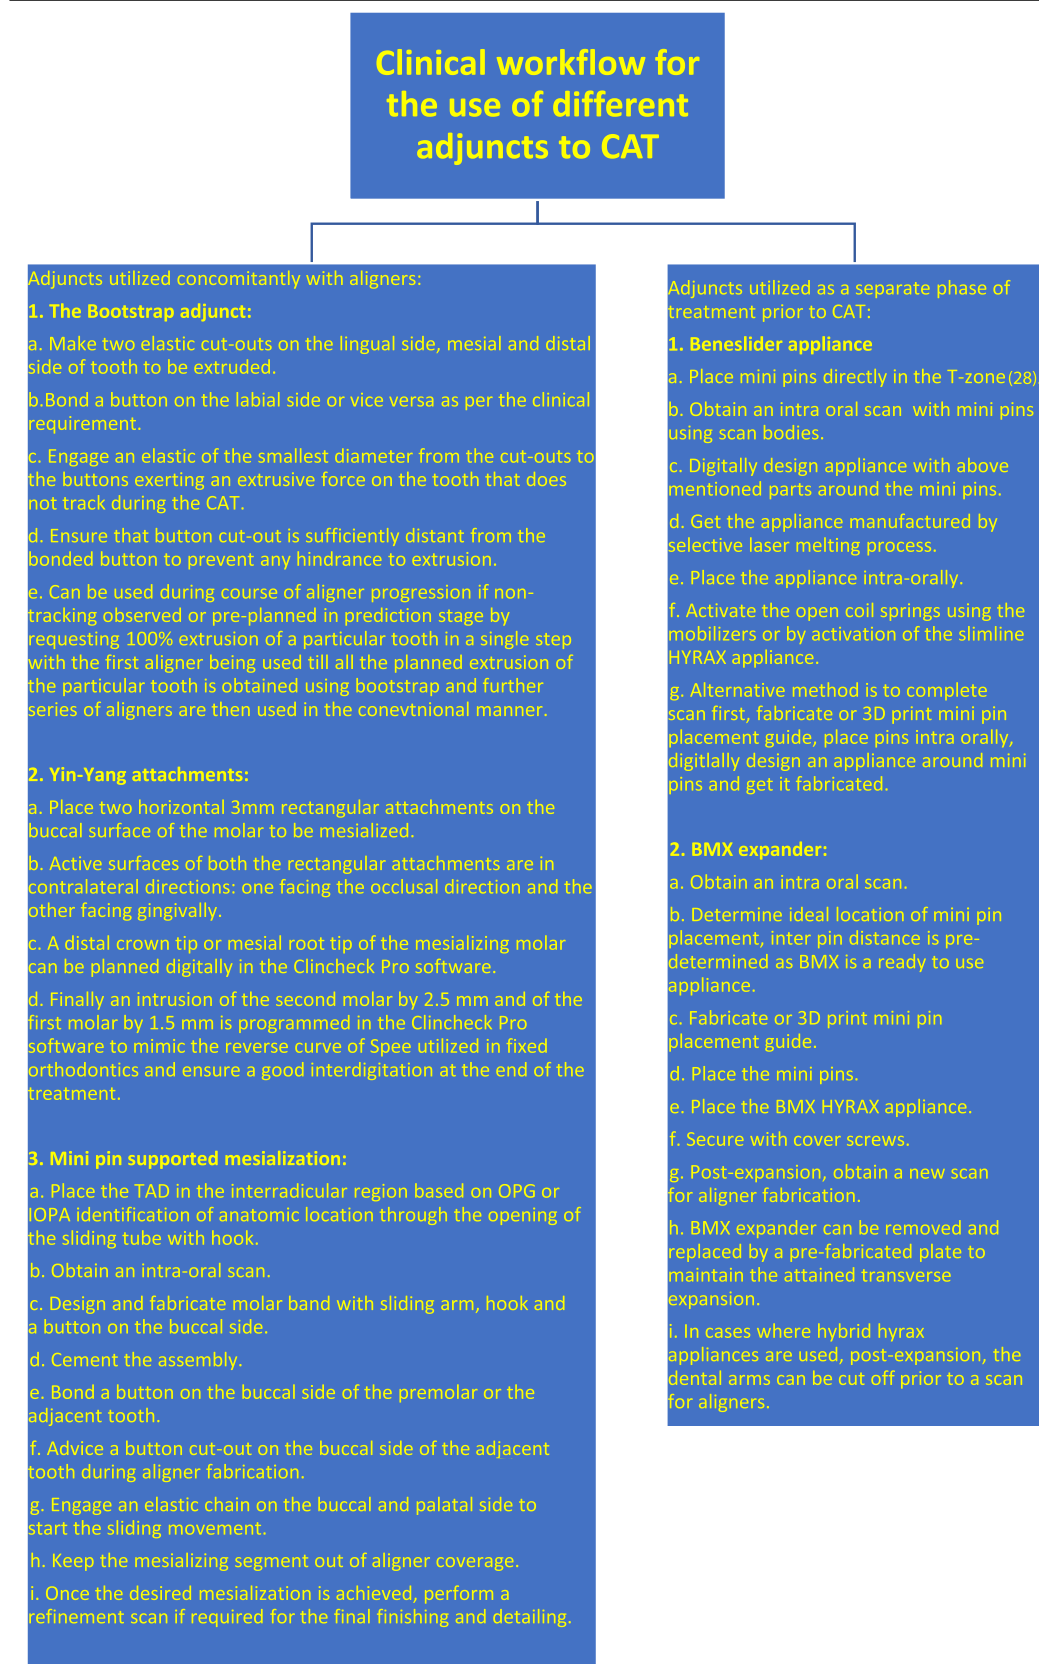 Clinical workflow for
the use of different
adjuncts to CAT
Adjuncts utilized concomitantly with aligners:
1. The Bootstrap adjunct:
a. Make two elastic cut-outs on the lingual side, mesial and distal
side of tooth to be extruded.
b.Bond a button on the labial side or vice versa as per the clinical
requirement.
c. Engage an elastic of the smallest diameter from the cut-outs to
the buttons exerting an extrusive force on the tooth that does
not track during the CAT.
d. Ensure that button cut-out is sufficiently distant from the
bonded button to prevent any hindrance to extrusion.
e. Can be used during course of aligner progression if non-
tracking observed or pre-planned in prediction stage by
requesting 100% extrusion of a particular tooth in a single step
with the first aligner being used till all the planned extrusion of
the particular tooth is obtained using bootstrap and further
series of aligners are then used in the conevtnional manner.
2. Yin-Yang attachments:
a. Place two horizontal 3mm rectangular attachments on the
buccal surface of the molar to be mesialized.
b. Active surfaces of both the rectangular attachments are in
contralateral directions: one facing the occlusal direction and the
other facing gingivally.
c. A distal crown tip or mesial root tip of the mesializing molar
can be planned digitally in the Clincheck Pro software.
d. Finally an intrusion of the second molar by 2.5 mm and of the
first molar by 1.5 mm is programmed in the Clincheck Pro
software to mimic the reverse curve of Spee utilized in fixed
orthodontics and ensure a good interdigitation at the end of the
treatment.
3. Mini pin supported mesialization:
a. Place the TAD in the interradicular region based on OPG or
IOPA identification of anatomic location through the opening of
the sliding tube with hook.
b. Obtain an intra-oral scan.
c. Design and fabricate molar band with sliding arm, hook and
a button on the buccal side.
d. Cement the assembly.
e. Bond a button on the buccal side of the premolar or the
adjacent tooth.
f. Advice a button cut-out on the buccal side of the adjacent
tooth during aligner fabrication.
g. Engage an elastic chain on the buccal and palatal side to
start the sliding movement.
h. Keep the mesializing segment out of aligner coverage.
i. Once the desired mesialization is achieved, perform a
refinement scan if required for the final finishing and detailing.
Adjuncts utilized as a separate phase of
treatment prior to CAT:
1. Beneslider appliance
a. Place mini pins directly in the T-zone(28).
b. Obtain an intra oral scan with mini pins
using scan bodies.
c. Digitally design appliance with above
mentioned parts around the mini pins.
d. Get the appliance manufactured by
selective laser melting process.
e. Place the appliance intra-orally.
f. Activate the open coil springs using the
mobilizers or by activation of the slimline
HYRAX appliance.
g. Alternative method is to complete
scan first, fabricate or 3D print mini pin
placement guide, place pins intra orally,
digitlally design an appliance around mini
pins and get it fabricated.
2. BMX expander:
a. Obtain an intra oral scan.
b. Determine ideal location of mini pin
placement, inter pin distance is pre-
determined as BMX is a ready to use
appliance.
c. Fabricate or 3D print mini pin
placement guide.
d. Place the mini pins.
e. Place the BMX HYRAX appliance.
f. Secure with cover screws.
g. Post-expansion, obtain a new scan
for aligner fabrication.
h. BMX expander can be removed and
replaced by a pre-fabricated plate to
maintain the attained transverse
expansion.
i. In cases where hybrid hyrax
appliances are used, post-expansion, the
dental arms can be cut off prior to a scan
for aligners.